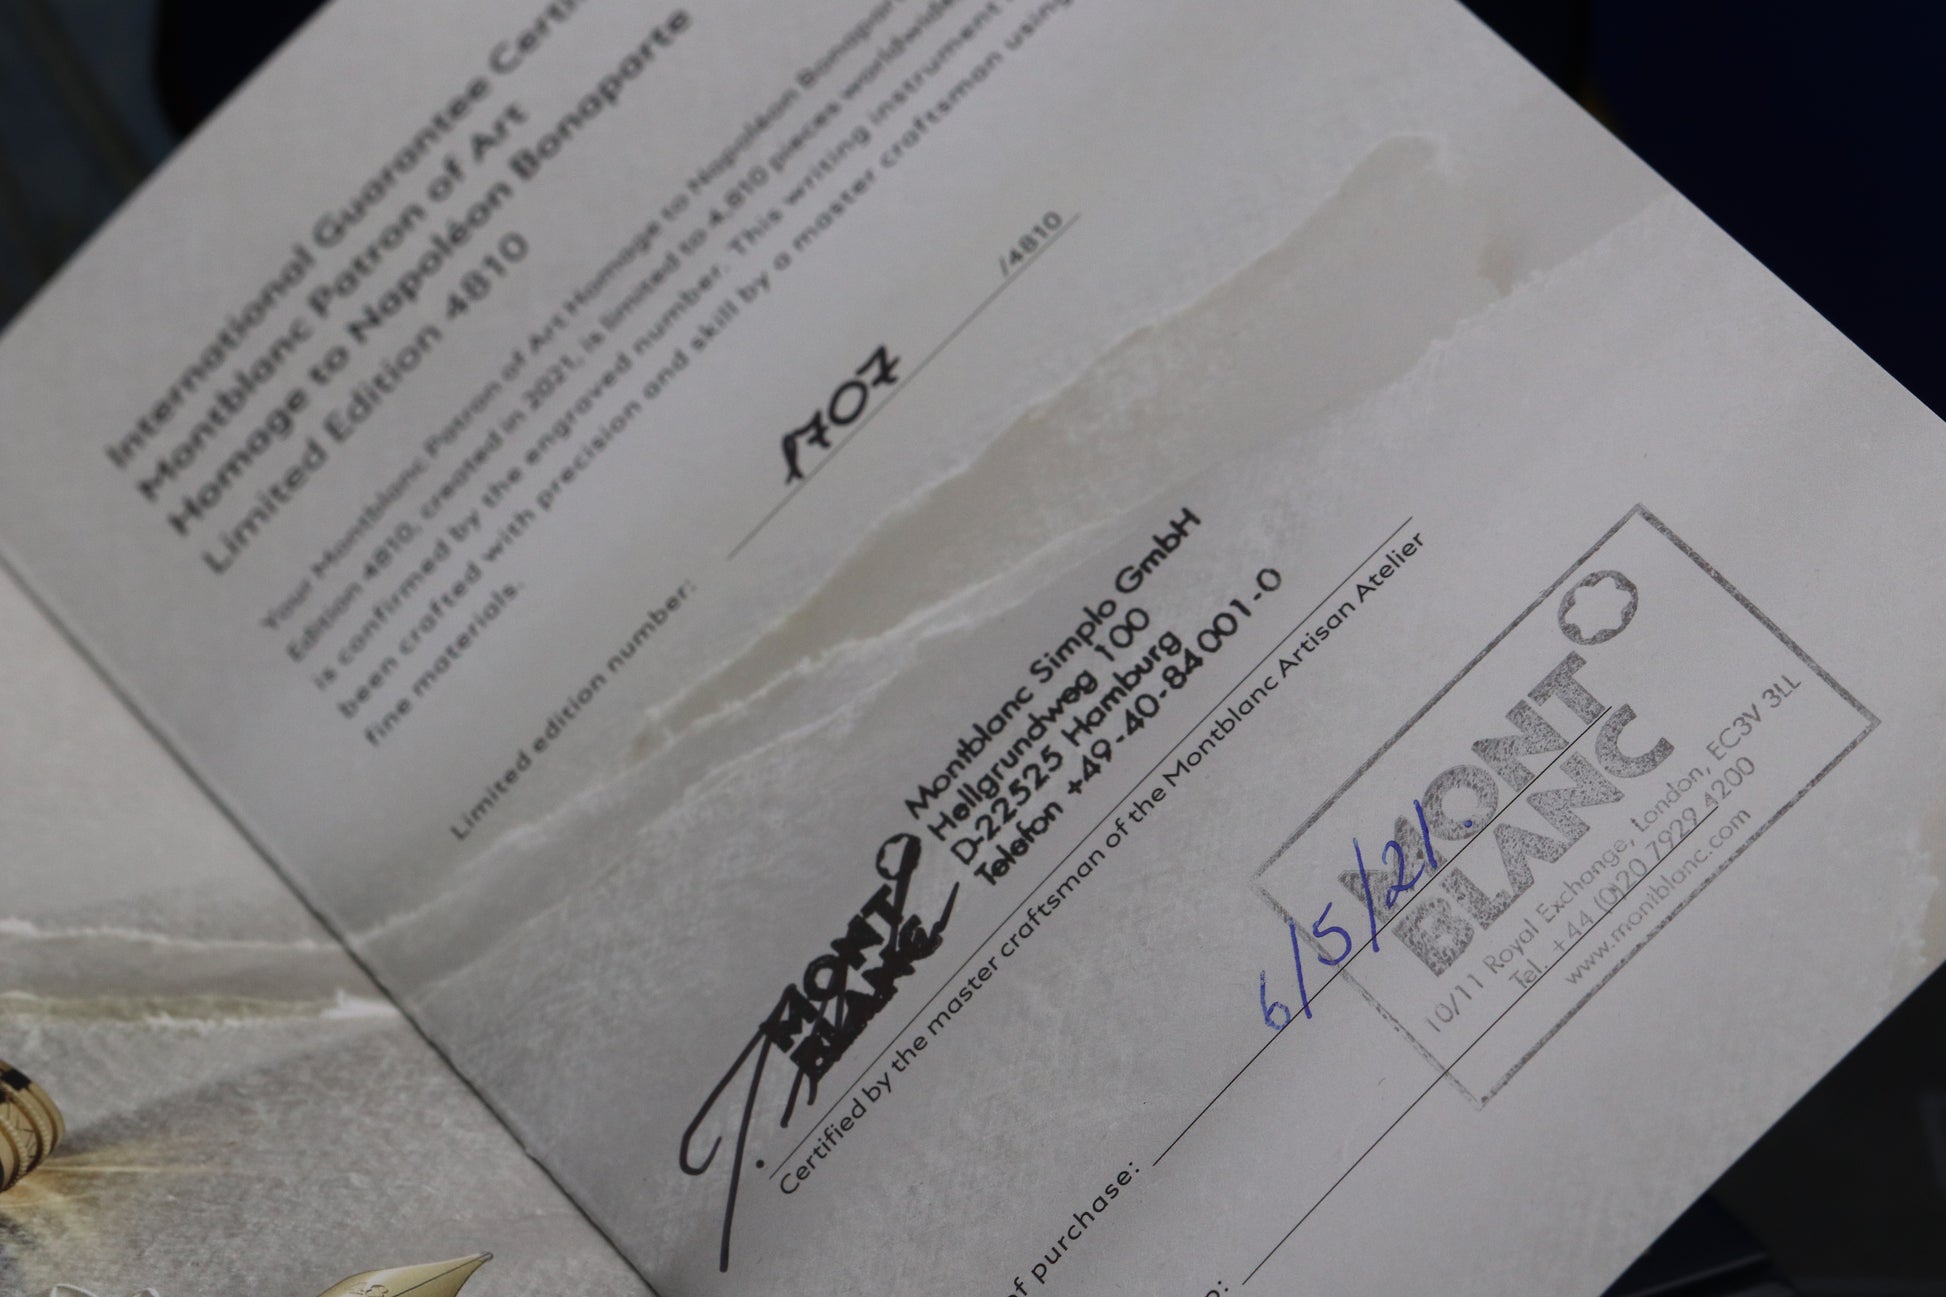 International Guarantee
Montblanc Patron of Art
Homage to Napoléon Bonaparte
Limited Edition 4810
Your Montblanc Patron of Art Homage to Napoléon
Edition 4810, created in 2021, is limited to 4,810 pieces worldwide
is confirmed by the engraved number. This writing instrument
been crafted with precision and skill by a master craftsman using
fine materials.
Limited edition number: 1707 /4810
MONT
BLANC
Montblanc Simplo GmbH
Hellgrundweg 100
D-22525 Hamburg
Telefon +49-40-84001-0
Certified by the master craftsman of the Montblanc Artisan Atelier
of purchase: 6/5/21.
MONT
BLANC
10/11 Royal Exchange, London, EC3V 3LL
Tel. +44 (0)20 7929 4200
www.montblanc.com